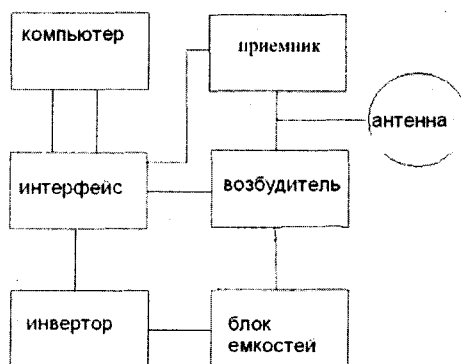 компьютер
приемник
антенна
интерфейс
возбудитель
инвертор
блок
емкостей